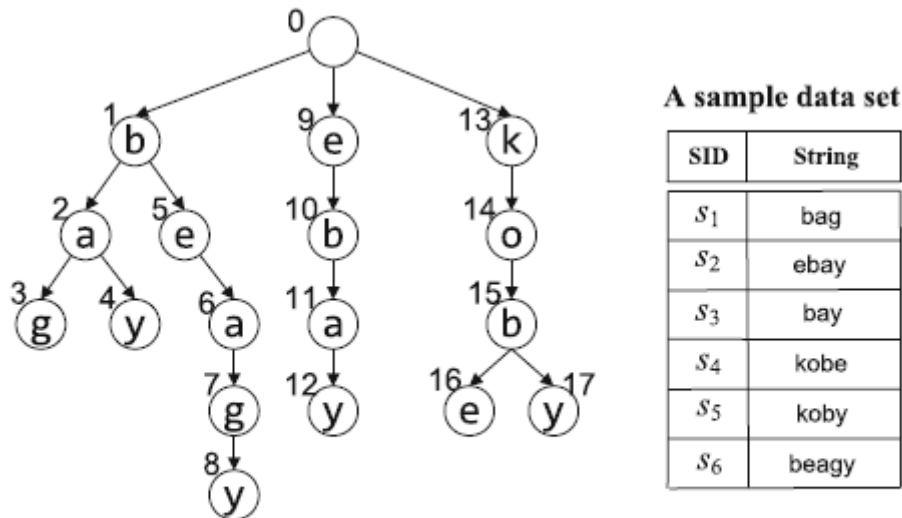 0
1 b
9 e
13 k
2 a
5 e
10 b
14 o
3 g
4 y
6 a
11 a
15 b
7 g
12 y
16 e
y 17
8 y
A sample data set
SID String
s1 bag
s2 ebay
s3 bay
s4 kobe
s5 koby
s6 beagy